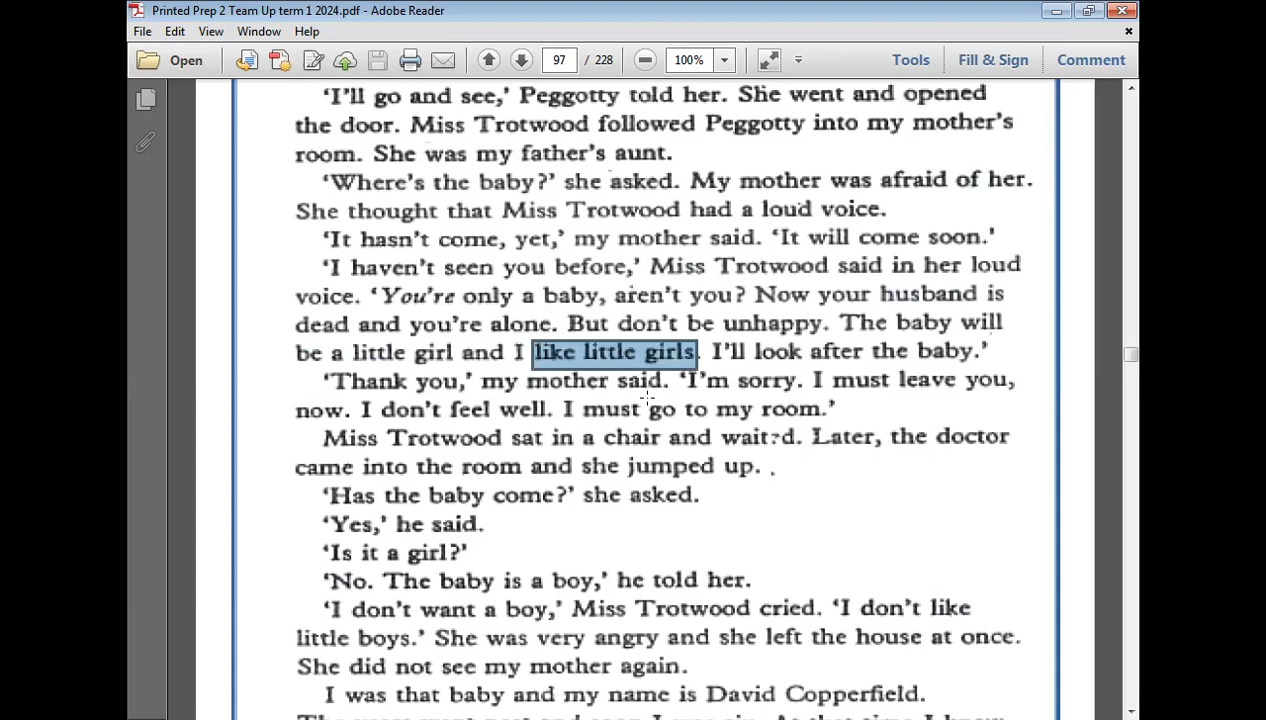 Printed Prep 2 Team Up term 1 2024.pdf - Adobe Reader
File Edit View Window Help
Open 97 / 228 100% Tools Fill & Sign Comment
‘I’ll go and see,’ Peggotty told her. She went and opened
the door. Miss Trotwood followed Peggotty into my mother’s
room. She was my father’s aunt.
‘Where’s the baby?’ she asked. My mother was afraid of her.
She thought that Miss Trotwood had a loud voice.
‘It hasn’t come, yet,’ my mother said. ‘It will come soon.’
‘I haven’t seen you before,’ Miss Trotwood said in her loud
voice. ‘You’re only a baby, aren’t you? Now your husband is
dead and you’re alone. But don’t be unhappy. The baby will
be a little girl and I like little girls. I’ll look after the baby.’
‘Thank you,’ my mother said. ‘I’m sorry. I must leave you,
now. I don’t feel well. I must go to my room.’
Miss Trotwood sat in a chair and waited. Later, the doctor
came into the room and she jumped up.
‘Has the baby come?’ she asked.
‘Yes,’ he said.
‘Is it a girl?’
‘No. The baby is a boy,’ he told her.
‘I don’t want a boy,’ Miss Trotwood cried. ‘I don’t like
little boys.’ She was very angry and she left the house at once.
She did not see my mother again.
I was that baby and my name is David Copperfield.